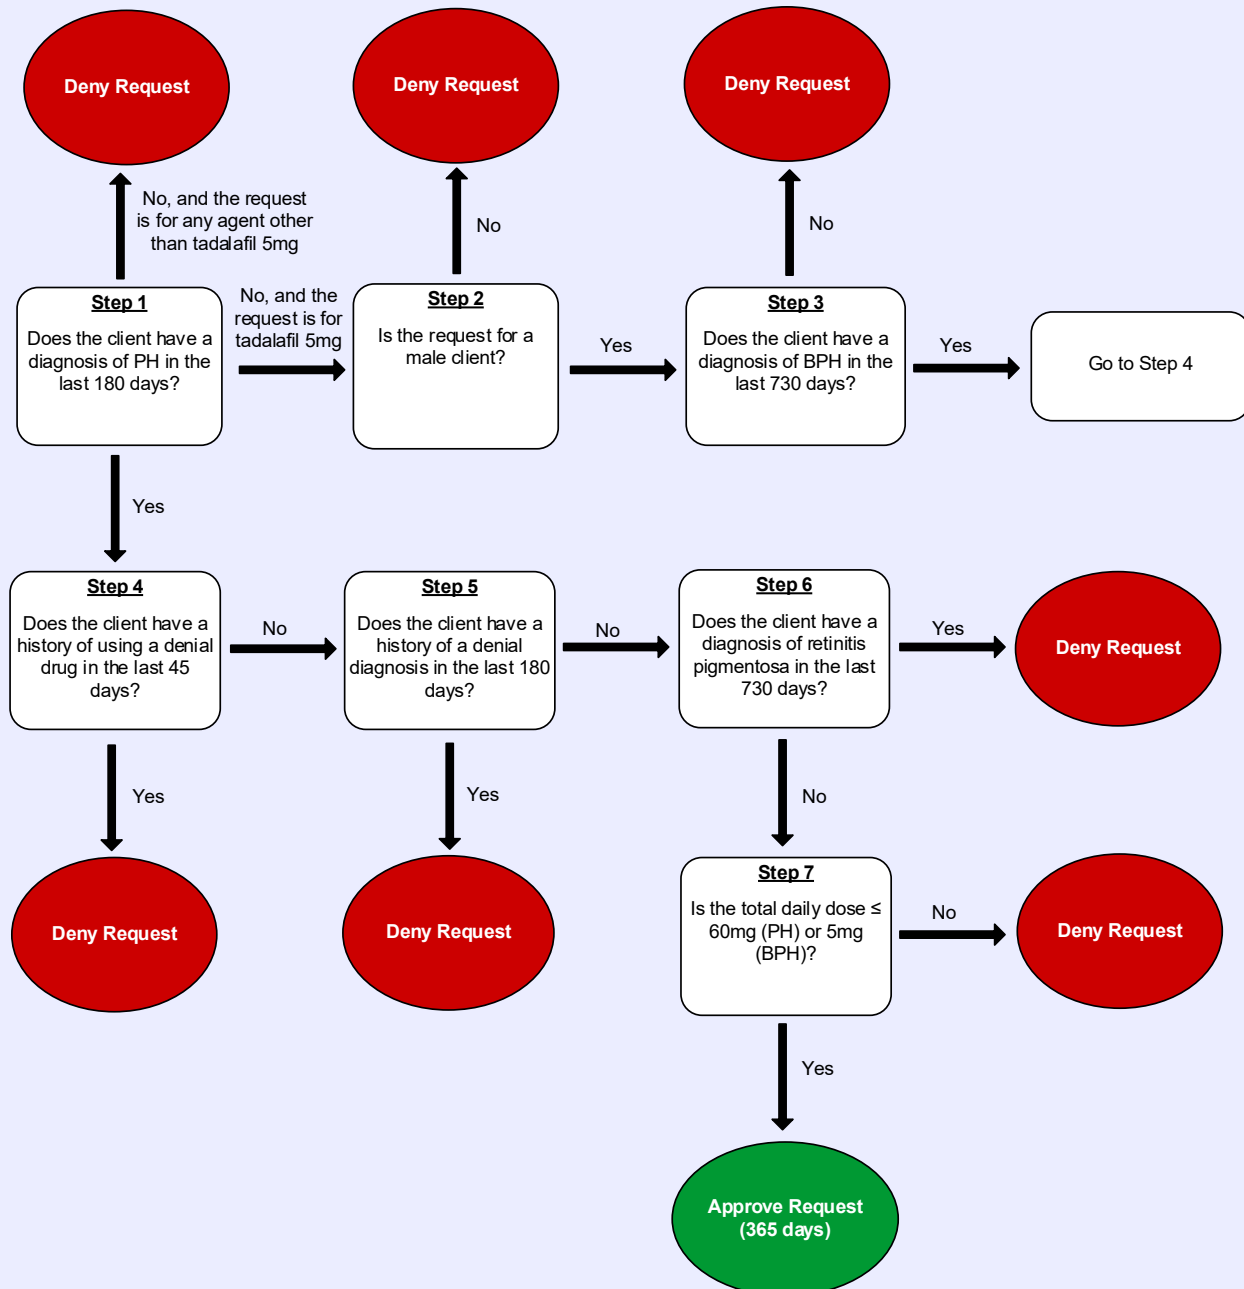 Deny Request
Deny Request
Deny Request
No, and the request
is for any agent other
than tadalafil 5mg
No
No
Step 1
Does the client have a
diagnosis of PH in the
last 180 days?
No, and the
request is for
tadalafil 5mg
Step 2
Is the request for a
male client?
Yes
Step 3
Does the client have a
diagnosis of BPH in the
last 730 days?
Yes
Go to Step 4
Yes
Step 4
Does the client have a
history of using a denial
drug in the last 45
days?
No
Step 5
Does the client have a
history of a denial
diagnosis in the last 180
days?
No
Step 6
Does the client have a
diagnosis of retinitis
pigmentosa in the last
730 days?
Yes
Deny Request
Yes
Yes
No
Deny Request
Deny Request
Step 7
Is the total daily dose ≤
60mg (PH) or 5mg
(BPH)?
No
Deny Request
Yes
Approve Request
(365 days)